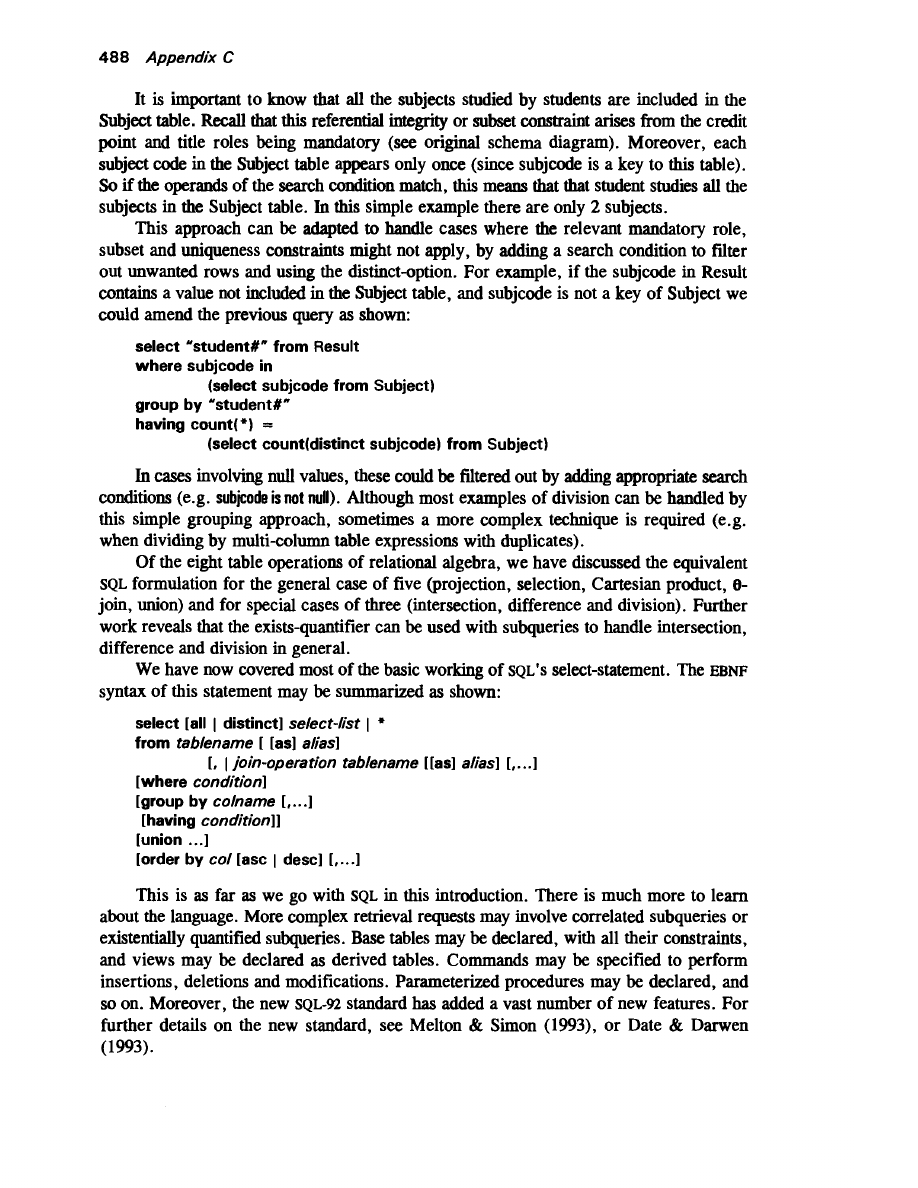 488 Appendix C
It is important to know that all the subjects studied by students are included in the
Subject table. Recall that this referential integrity or subset constraint arises from the credit
point and title roles being mandatory (see original schema diagram). Moreover, each
subject code in the Subject table appears only once (since subjcode is a key to this table).
So if the operands of the search condition match, this means that that student studies all the
subjects in the Subject table. In this simple example there are only 2 subjects.
This approach can be adapted to handle cases where the relevant mandatory role,
subset and uniqueness constraints might not apply, by adding a search condition to filter
out unwanted rows and using the distinct-option. For example, if the subjcode in Result
contains a value not included in the Subject table, and subjcode is not a key of Subject we
could amend the previous query as shown:
select "student#" from Result
where subjcode in
(select subjcode from Subject)
group by "student#"
having count(*) =
(select count(distinct subjcode) from Subject)
In cases involving null values, these could be filtered out by adding appropriate search
conditions (e.g. subjcode is not null). Although most examples of division can be handled by
this simple grouping approach, sometimes a more complex technique is required (e.g.
when dividing by multi-column table expressions with duplicates).
Of the eight table operations of relational algebra, we have discussed the equivalent
SQL formulation for the general case of five (projection, selection, Cartesian product, θ-
join, union) and for special cases of three (intersection, difference and division). Further
work reveals that the exists-quantifier can be used with subqueries to handle intersection,
difference and division in general.
We have now covered most of the basic working of SQL's select-statement. The EBNF
syntax of this statement may be summarized as shown:
select [all | distinct] select-list | *
from tablename [ [as] alias]
[, | join-operation tablename [[as] alias] [,...]
[where condition]
[group by colname [,...]
[having condition]]
[union ...]
[order by col [asc | desc] [,...]
This is as far as we go with SQL in this introduction. There is much more to learn
about the language. More complex retrieval requests may involve correlated subqueries or
existentially quantified subqueries. Base tables may be declared, with all their constraints,
and views may be declared as derived tables. Commands may be specified to perform
insertions, deletions and modifications. Parameterized procedures may be declared, and
so on. Moreover, the new SQL-92 standard has added a vast number of new features. For
further details on the new standard, see Melton & Simon (1993), or Date & Darwen
(1993).